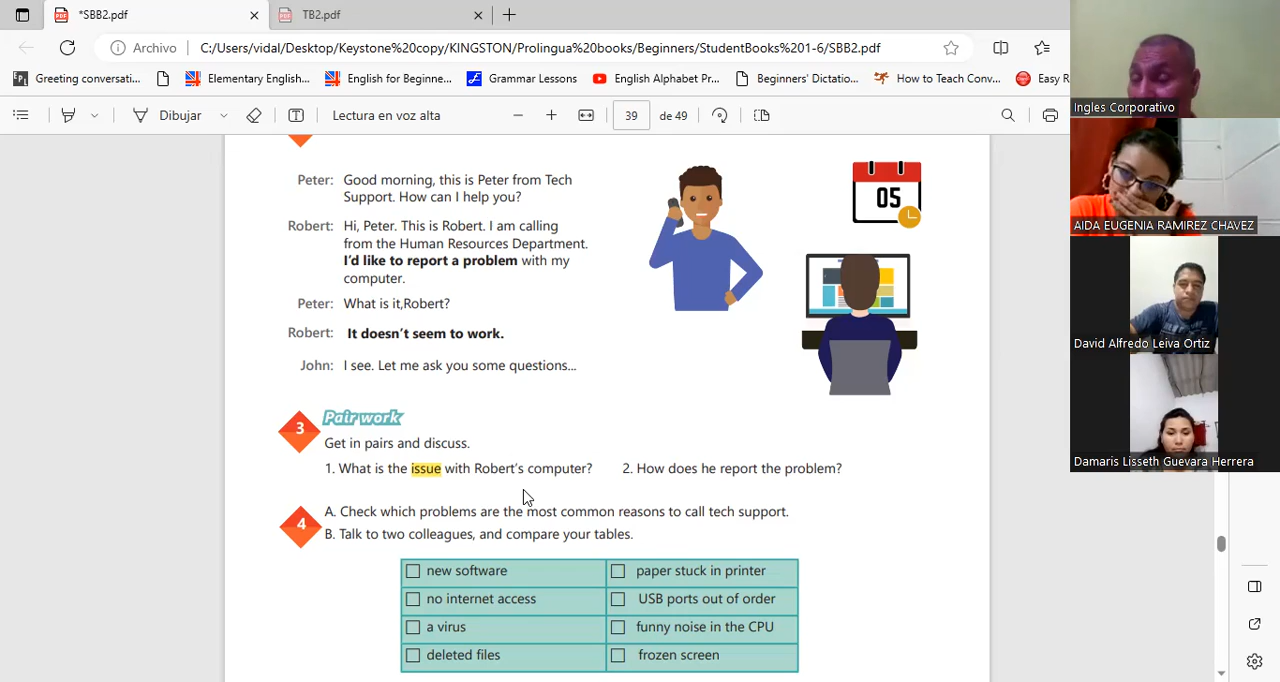 *SBB2.pdf
TB2.pdf
Archivo
C:/Users/vidal/Desktop/Keystone%20copy/KINGSTON/Prolingua%20books/Beginners/StudentBooks%201-6/SBB2.pdf
Greeting conversati...
Elementary English...
English for Beginne...
Grammar Lessons
English Alphabet Pr...
Beginners' Dictatio...
How to Teach Conv...
Easy R
Dibujar
Lectura en voz alta
39
de 49
Peter: Good morning, this is Peter from Tech
Support. How can I help you?
Robert: Hi, Peter. This is Robert. I am calling
from the Human Resources Department.
I'd like to report a problem with my
computer.
Peter: What is it,Robert?
Robert: It doesn't seem to work.
John: I see. Let me ask you some questions...
05
3 Pair work
Get in pairs and discuss.
1. What is the issue with Robert's computer?
2. How does he report the problem?
4 A. Check which problems are the most common reasons to call tech support.
B. Talk to two colleagues, and compare your tables.
new software
paper stuck in printer
no internet access
USB ports out of order
a virus
funny noise in the CPU
deleted files
frozen screen
Ingles Corporativo
AIDA EUGENIA RAMIREZ CHAVEZ
David Alfredo Leiva Ortiz
Damaris Lisseth Guevara Herrera